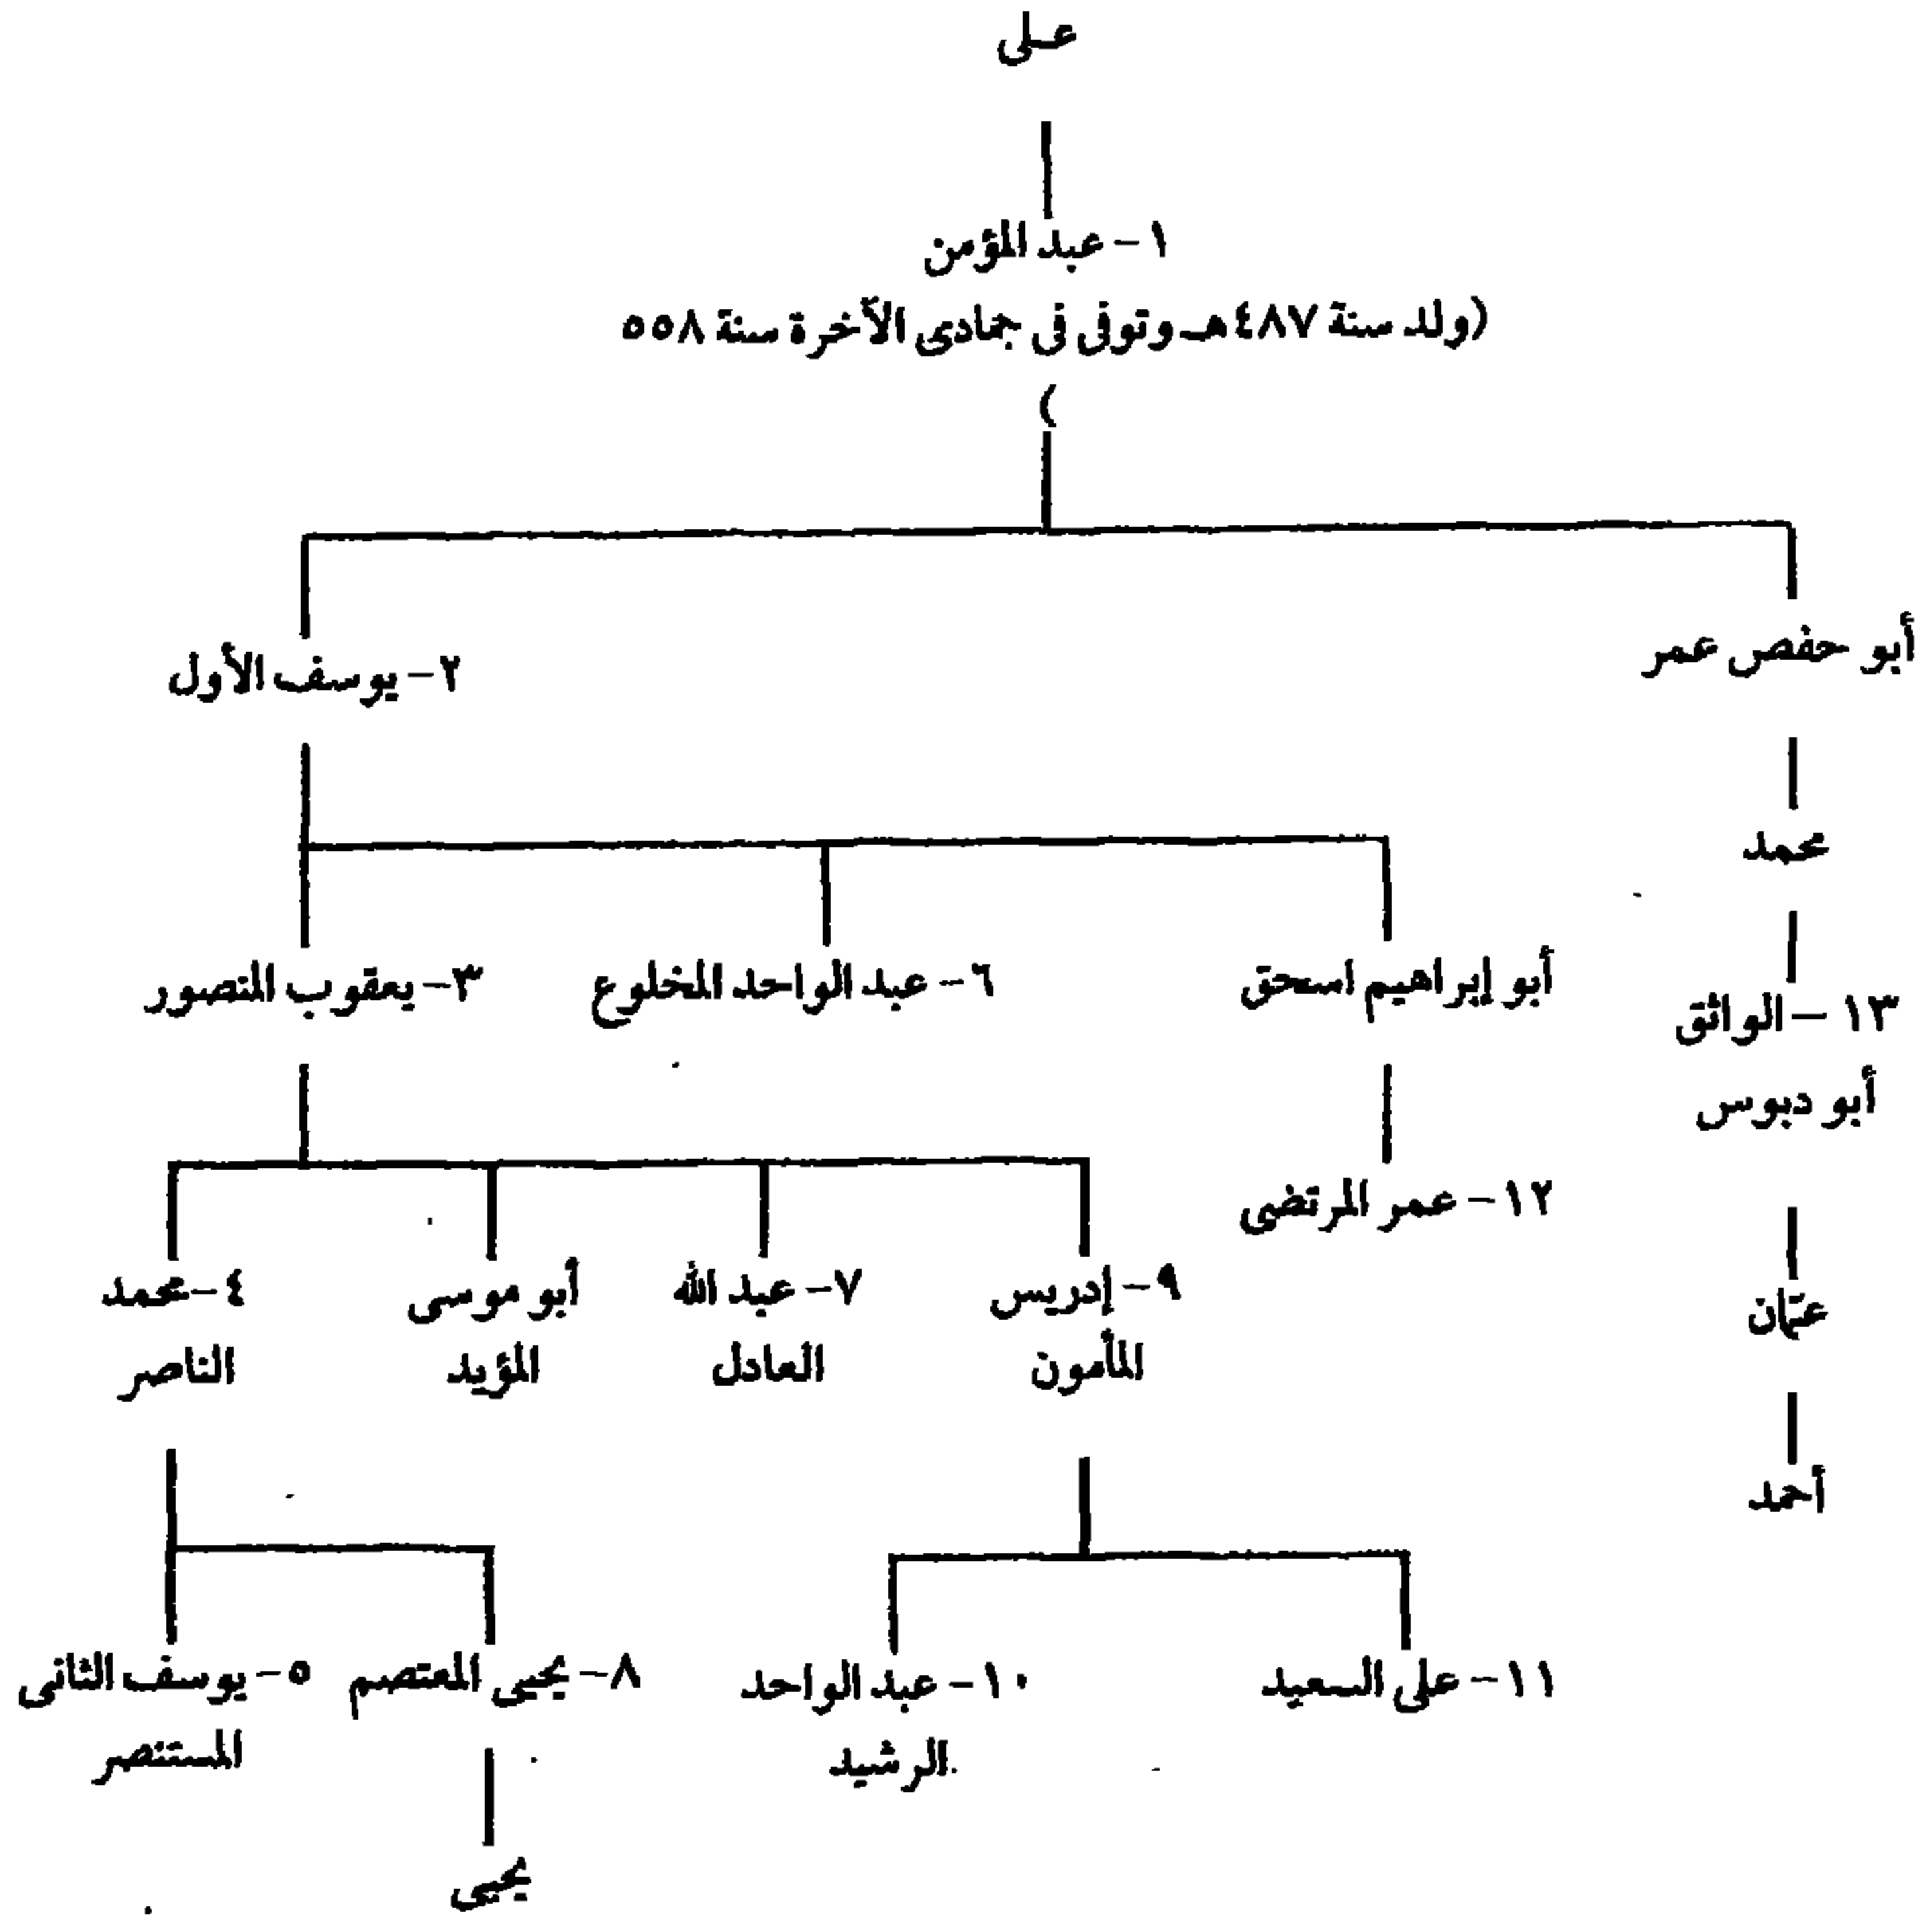 على
١- عبد المؤمن
(ولد سنة ٤٨٧ هـ وتوفى فى جمادى الآخرة سنة ٥٥٨
)
أبو حفص عمر
٢- يوسف الأول
محمد
أبو إبراهيم اسحق
٦- عبد الواحد المخلوع
٣- يعقوب المنصور
١٣- الواثق
أبو دبوس
١٢- عمر المرتضى
عثمان
٩- إدريس
المأمون
٧- عبد الله
العادل
أبو موسى
المؤيد
٤- محمد
الناصر
أحمد
١١- على السعيد
١٠- عبد الواحد
الرشيد
٨- يحيى المعتصم
٥- يوسف الثانى
المستنصر
يحيى